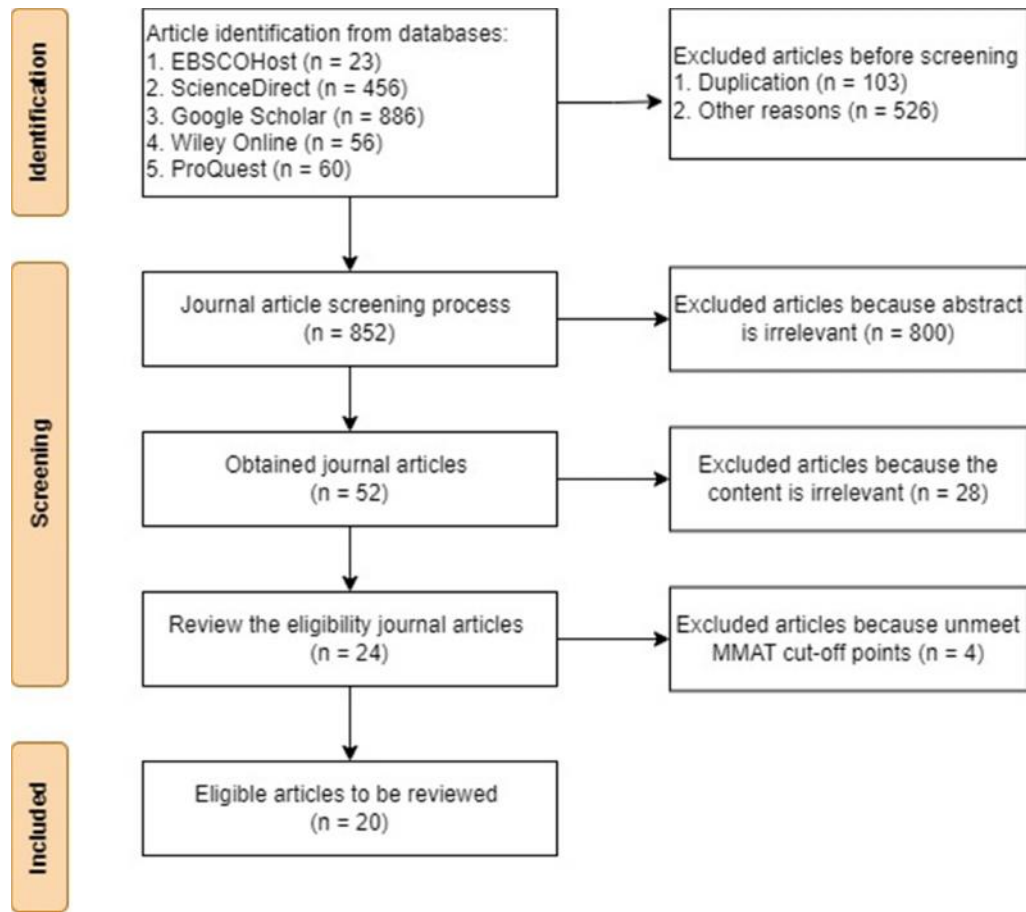 Identification
Article identification from databases:
1. EBSCOHost (n = 23)
2. ScienceDirect (n = 456)
3. Google Scholar (n = 886)
4. Wiley Online (n = 56)
5. ProQuest (n = 60)
Excluded articles before screening
1. Duplication (n = 103)
2. Other reasons (n = 526)
Screening
Journal article screening process
(n = 852)
Excluded articles because abstract
is irrelevant (n = 800)
Obtained journal articles
(n = 52)
Excluded articles because the
content is irrelevant (n = 28)
Review the eligibility journal articles
(n = 24)
Excluded articles because unmeet
MMAT cut-off points (n = 4)
Included
Eligible articles to be reviewed
(n = 20)